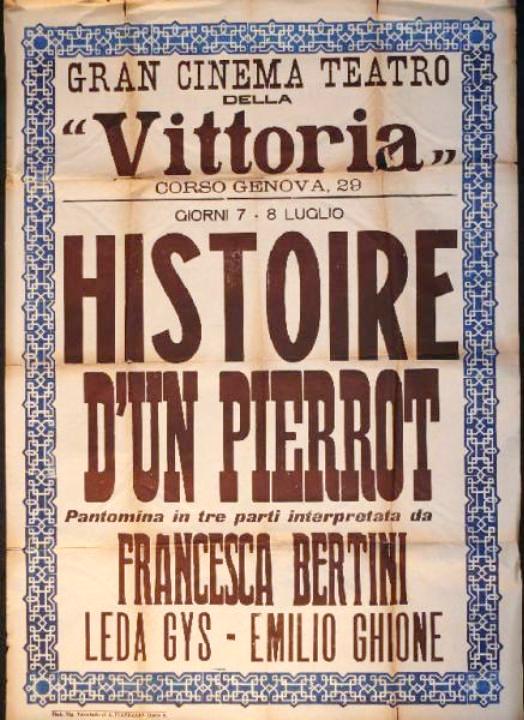 GRAN CINEMA TEATRO
DELLA
"Vittoria„
CORSO GENOVA, 29
GIORNI 7 - 8 LUGLIO
HISTOIRE
D'UN PIERROT
Pantomina in tre parti interpretata da
FRANCESCA BERTINI
LEDA GYS - EMILIO GHIONE